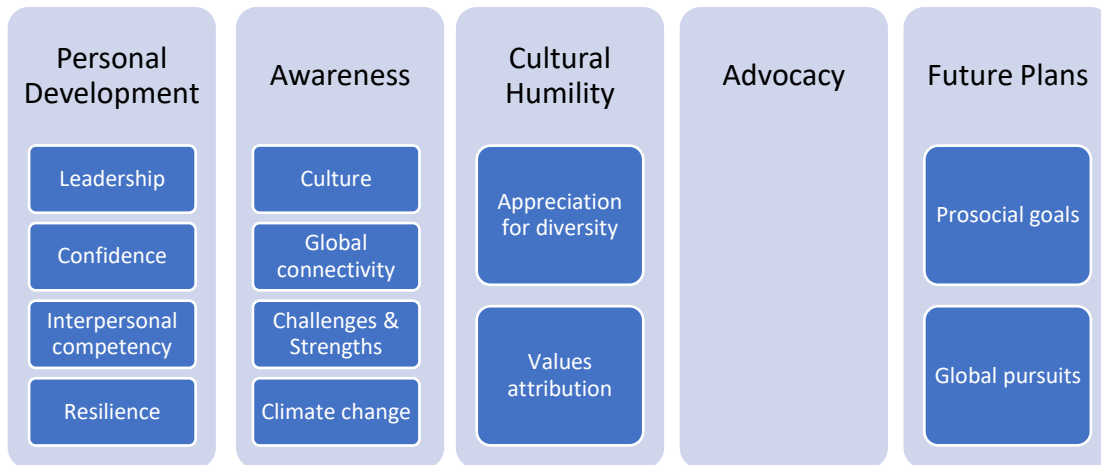 Personal
Development
Leadership
Confidence
Interpersonal
competency
Resilience
Awareness
Culture
Global
connectivity
Challenges &
Strengths
Climate change
Cultural
Humility
Appreciation
for diversity
Values
attribution
Advocacy
Future Plans
Prosocial goals
Global pursuits